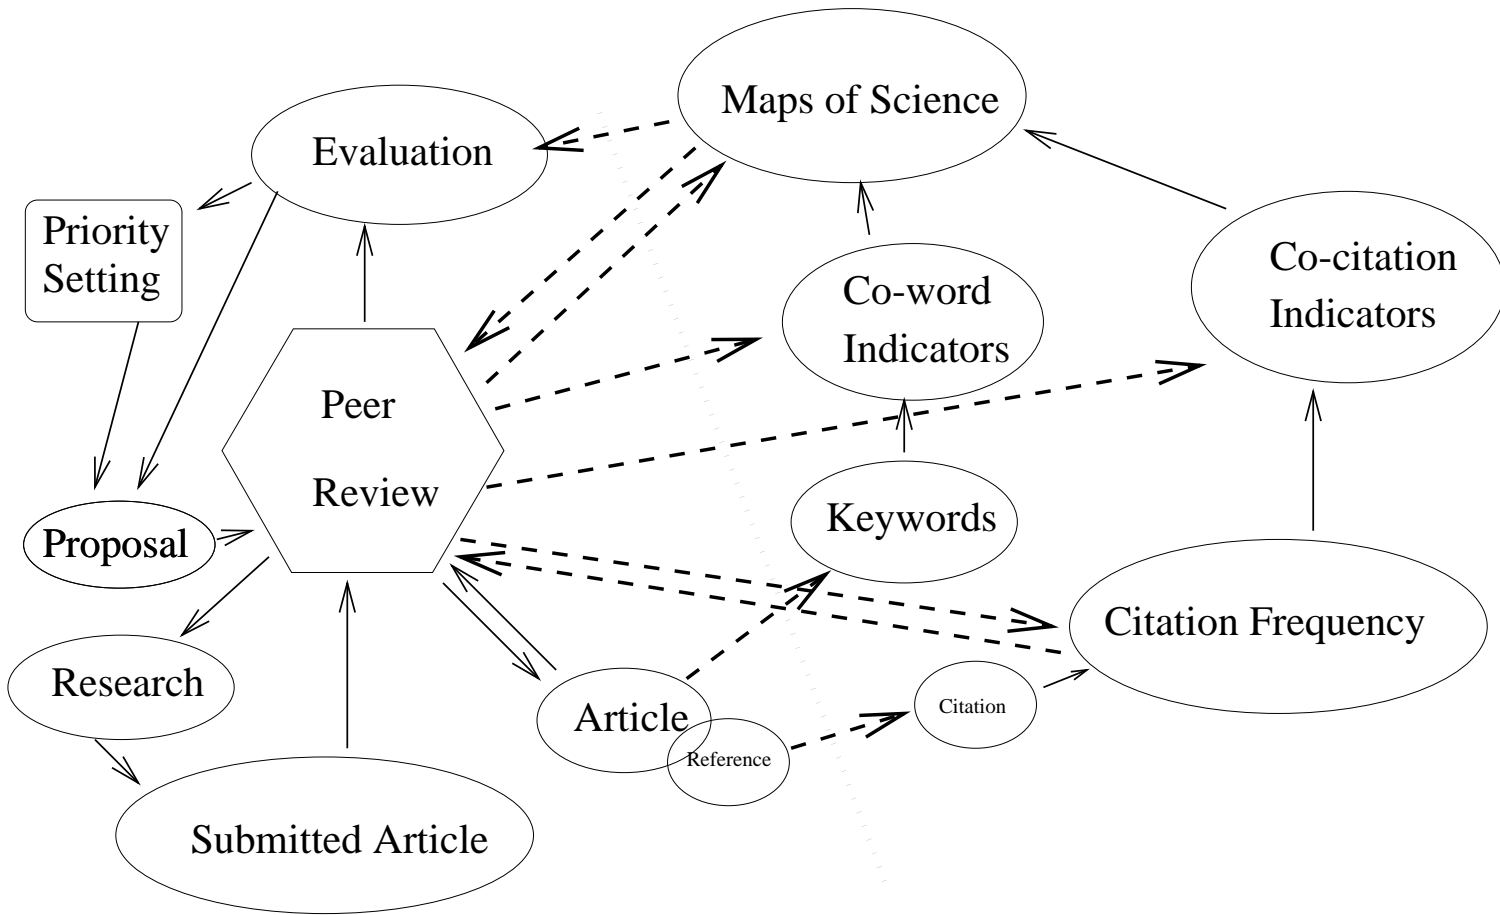 Maps of Science
Evaluation
Priority
Setting
Co-citation
Indicators
Co-word
Indicators
Peer
Review
Keywords
Proposal
Citation Frequency
Research
Citation
Article
Reference
Submitted Article